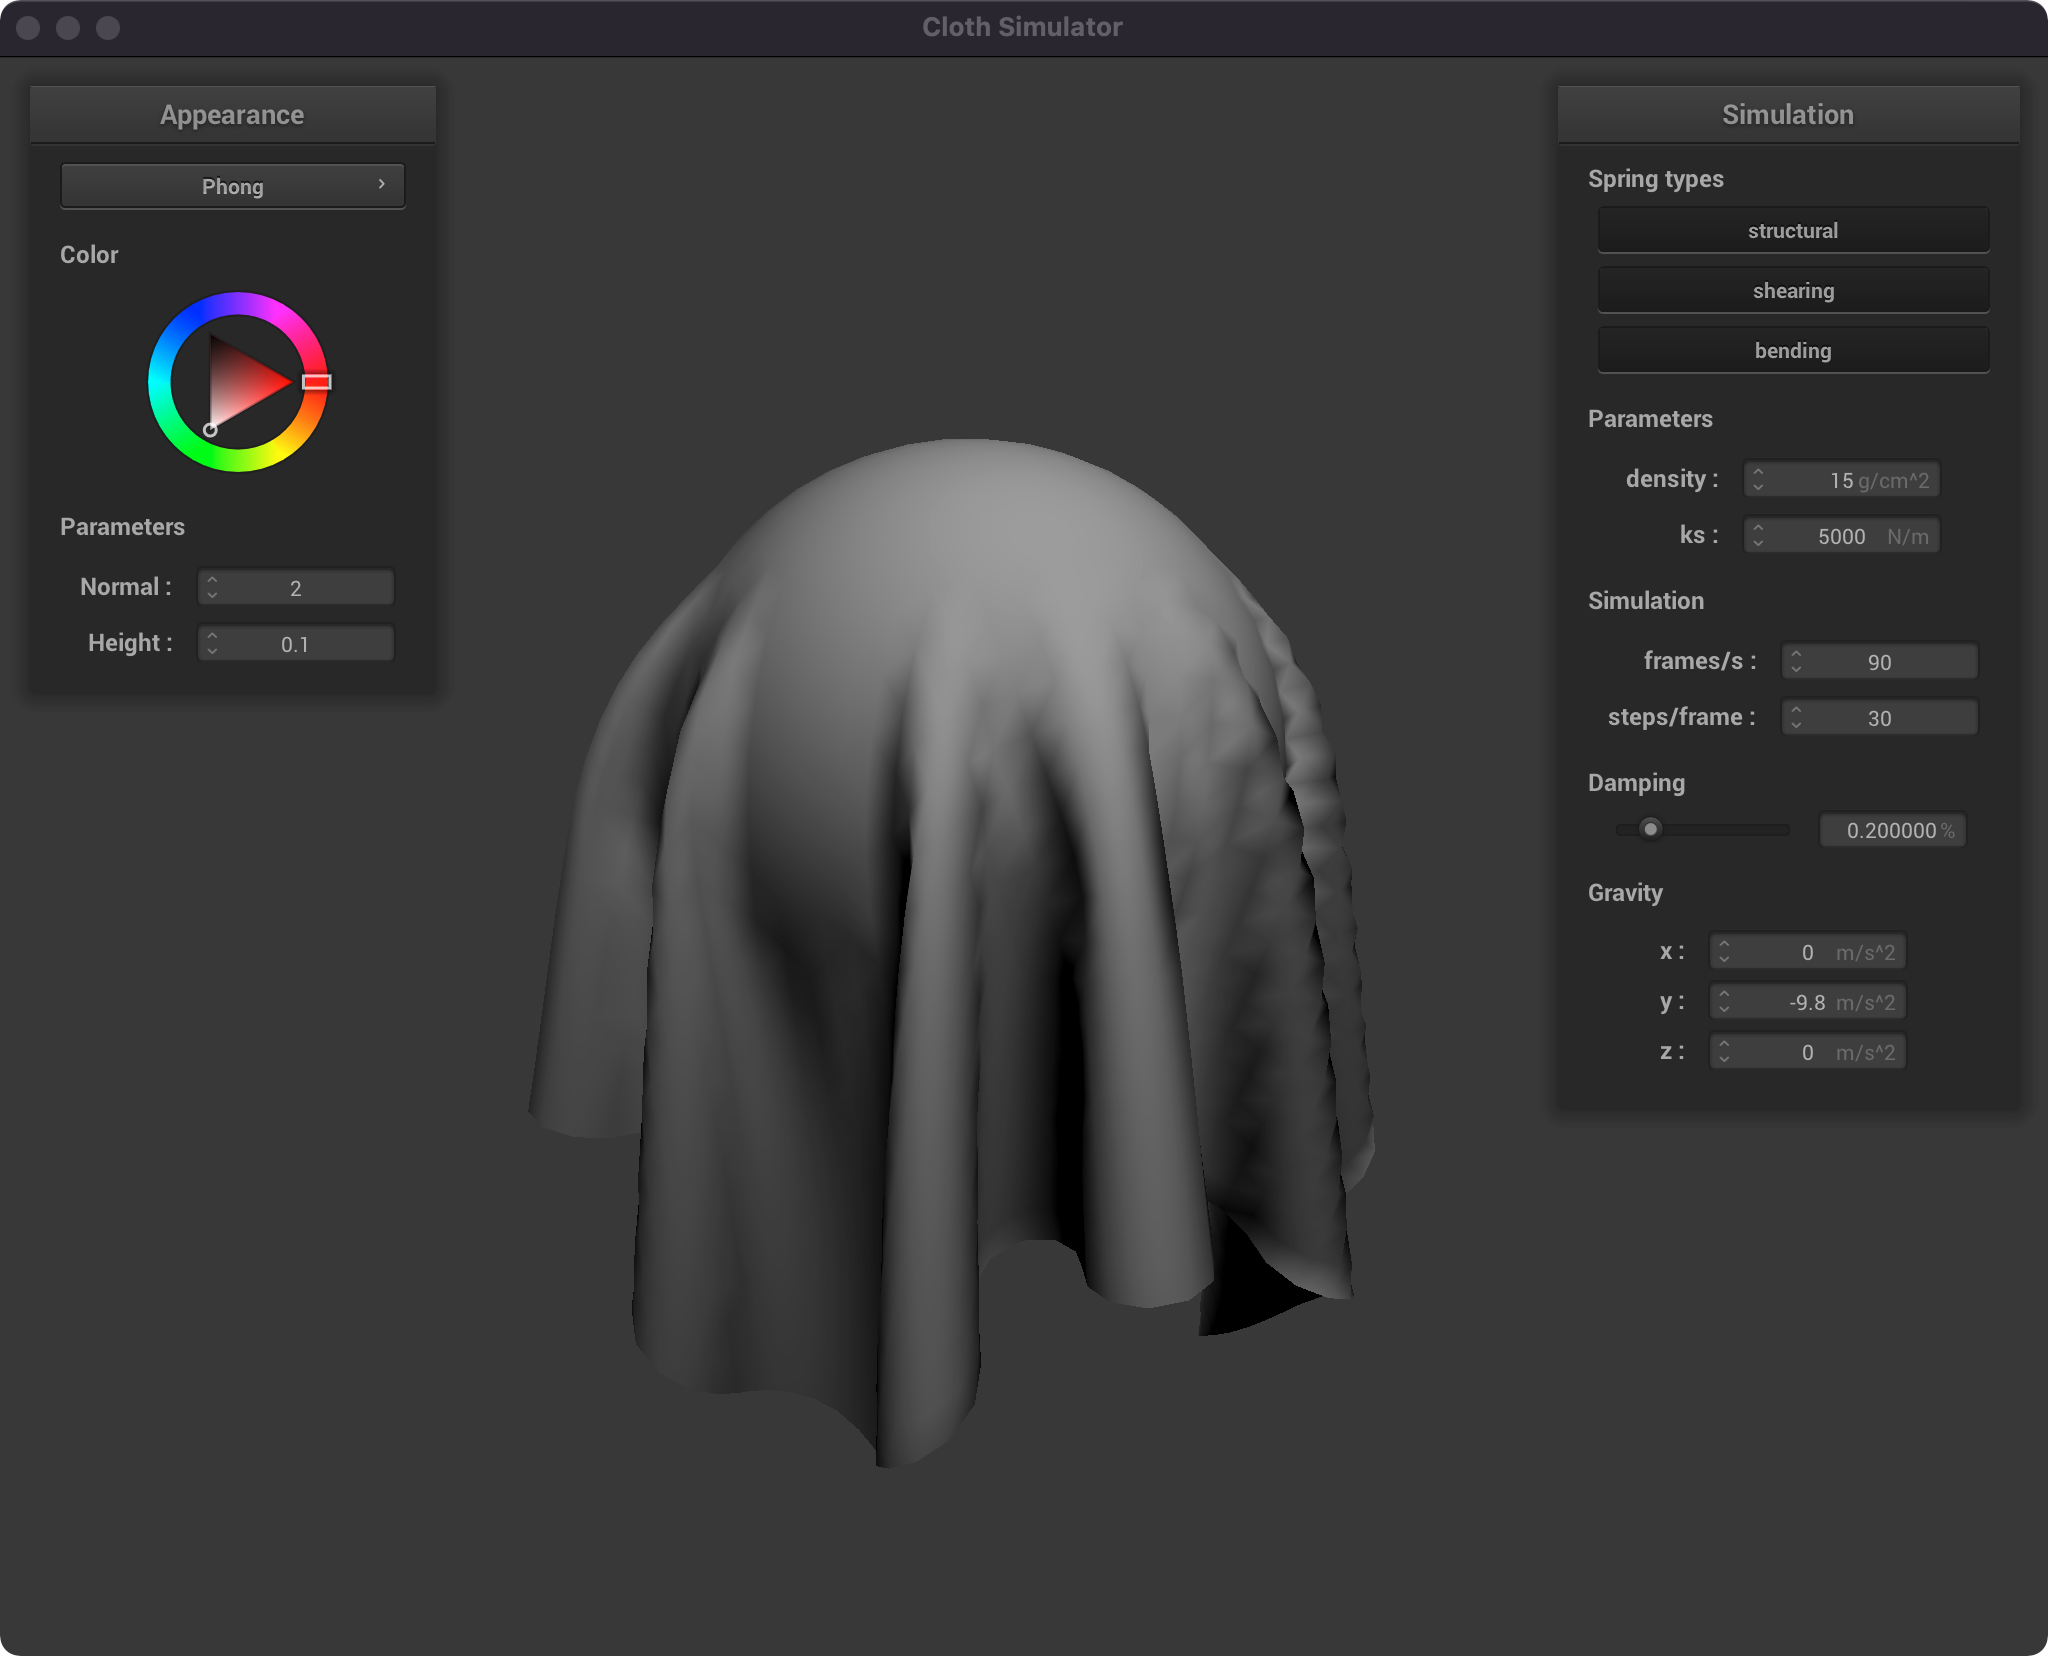 Cloth Simulator
Appearance
Phong
Color
Parameters
Normal : 2
Height : 0.1
Simulation
Spring types
structural
shearing
bending
Parameters
density : 15 g/cm^2
ks : 5000 N/m
Simulation
frames/s : 90
steps/frame : 30
Damping
0.200000 %
Gravity
x : 0 m/s^2
y : -9.8 m/s^2
z : 0 m/s^2